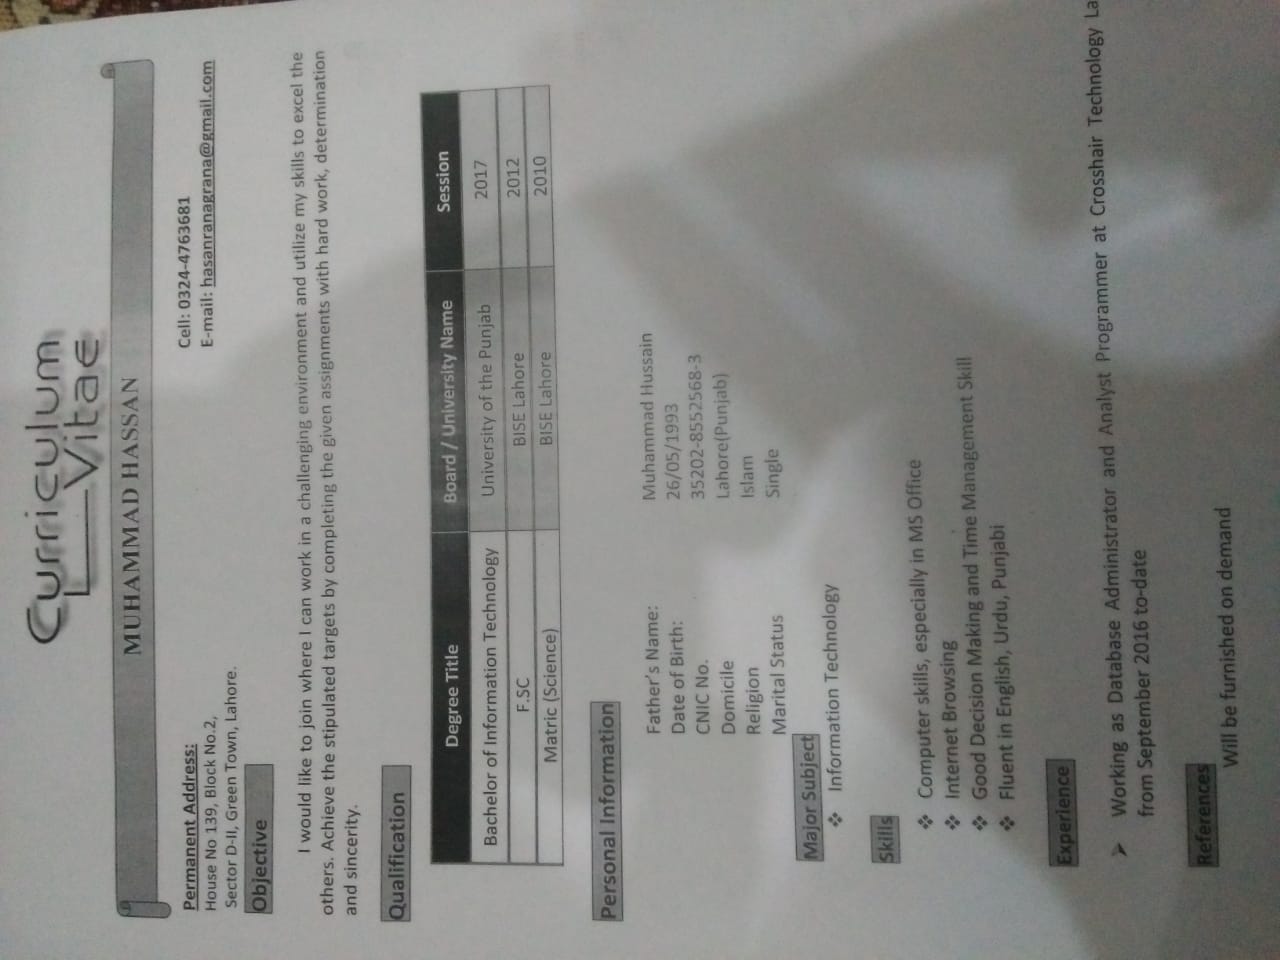 Curriculum
Vitae
MUHAMMAD HASSAN
Permanent Address:
House No 139, Block No.2,
Sector D-II, Green Town, Lahore.
Cell: 0324-4763681
E-mail: hasanranagrana@gmail.com
Objective
I would like to join where I can work in a challenging environment and utilize my skills to excel the
others. Achieve the stipulated targets by completing the given assignments with hard work, determination
and sincerity.
Qualification
Degree Title Board / University Name Session
Bachelor of Information Technology University of the Punjab 2017
F.SC BISE Lahore 2012
Matric (Science) BISE Lahore 2010
Personal Information
Father's Name: Muhammad Hussain
Date of Birth: 26/05/1993
CNIC No. 35202-8552568-3
Domicile Lahore(Punjab)
Religion Islam
Marital Status Single
Major Subject
❖ Information Technology
Skills
❖ Computer skills, especially in MS Office
❖ Internet Browsing
❖ Good Decision Making and Time Management Skill
❖ Fluent in English, Urdu, Punjabi
Experience
➤ Working as Database Administrator and Analyst Programmer at Crosshair Technology La
from September 2016 to-date
References
Will be furnished on demand